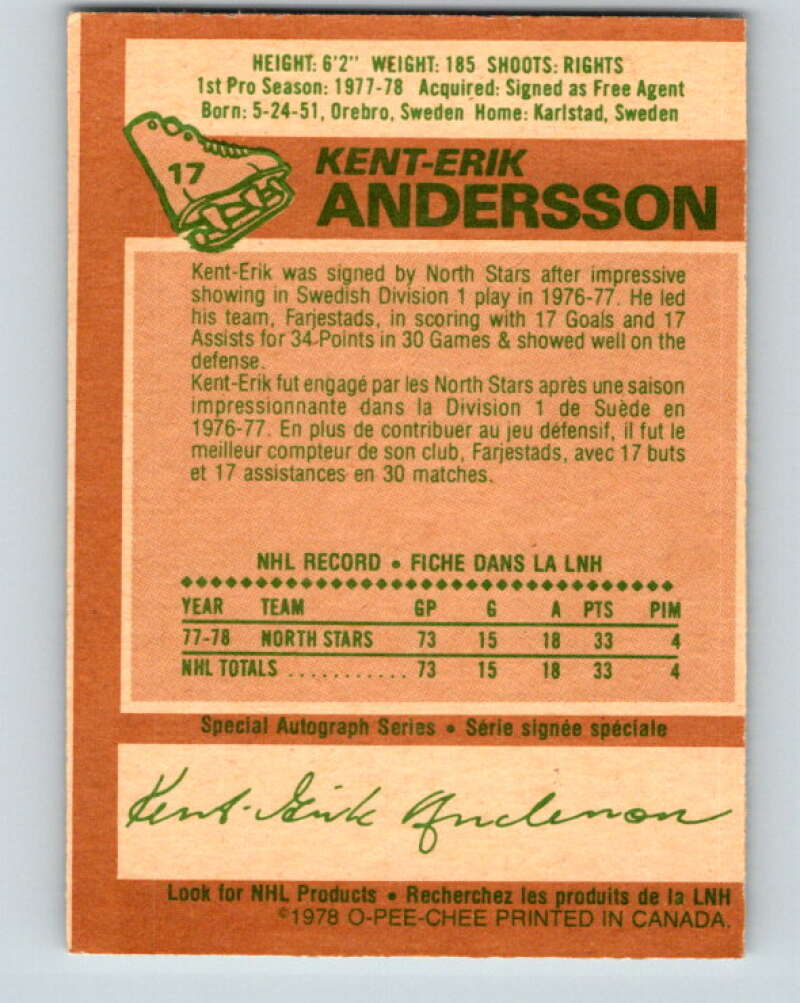 HEIGHT: 6'2" WEIGHT: 185 SHOOTS: RIGHTS
1st Pro Season: 1977-78 Acquired: Signed as Free Agent
Born: 5-24-51, Orebro, Sweden Home: Karlstad, Sweden
17
KENT-ERIK
ANDERSSON
Kent-Erik was signed by North Stars after impressive
showing in Swedish Division 1 play in 1976-77. He led
his team, Farjestads, in scoring with 17 Goals and 17
Assists for 34 Points in 30 Games & showed well on the
defense.
Kent-Erik fut engagé par les North Stars après une saison
impressionnante dans la Division 1 de Suède en
1976-77. En plus de contribuer au jeu défensif, il fut le
meilleur compteur de son club, Farjestads, avec 17 buts
et 17 assistances en 30 matches.
NHL RECORD • FICHE DANS LA LNH
YEAR TEAM GP G A PTS PIM
77-78 NORTH STARS 73 15 18 33 4
NHL TOTALS ........... 73 15 18 33 4
Special Autograph Series • Série signée spéciale
Kent-Erik Andersson
Look for NHL Products • Recherchez les produits de la LNH
©1978 O-PEE-CHEE PRINTED IN CANADA.